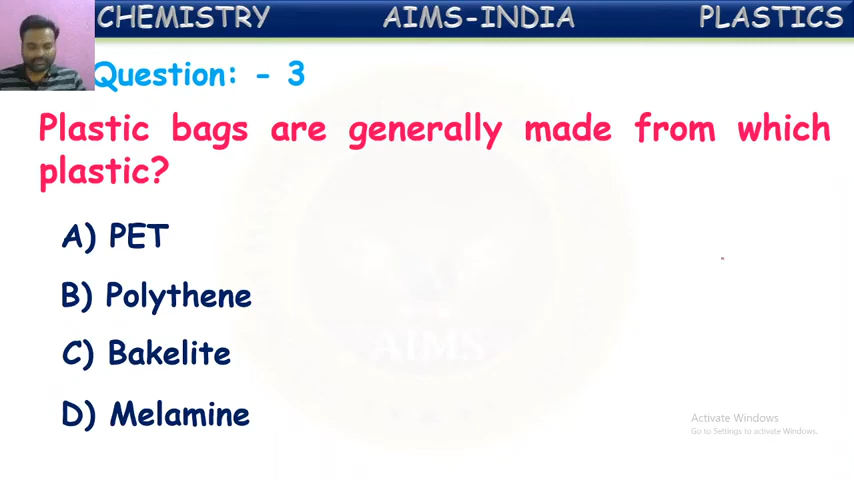 CHEMISTRY AIMS-INDIA PLASTICS
Question: - 3
Plastic bags are generally made from which
plastic?
A) PET
B) Polythene
C) Bakelite
D) Melamine
AIMS
Activate Windows
Go to Settings to activate Windows.